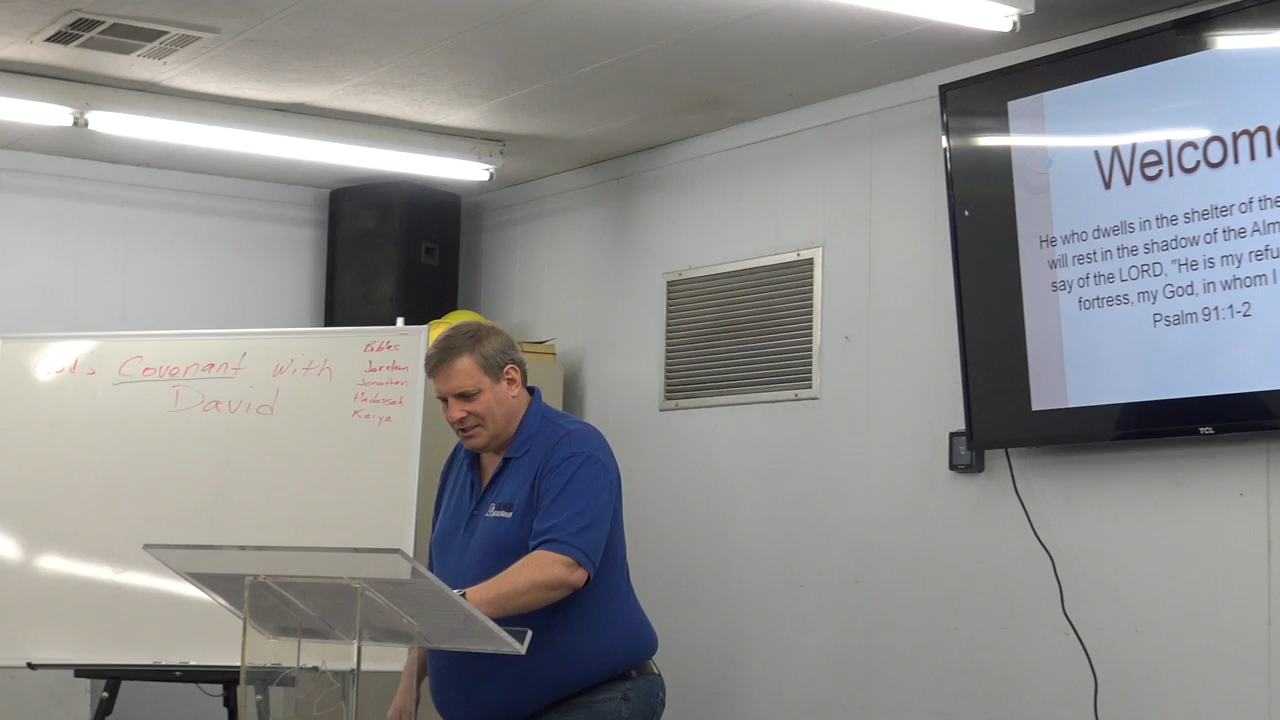 God's Covenant with
David
Bibles
Jordan
Jonathan
Hadassah
Kaiya
Welcome
He who dwells in the shelter of the
will rest in the shadow of the Alm
say of the LORD, "He is my refu
fortress, my God, in whom I
Psalm 91:1-2
TCL